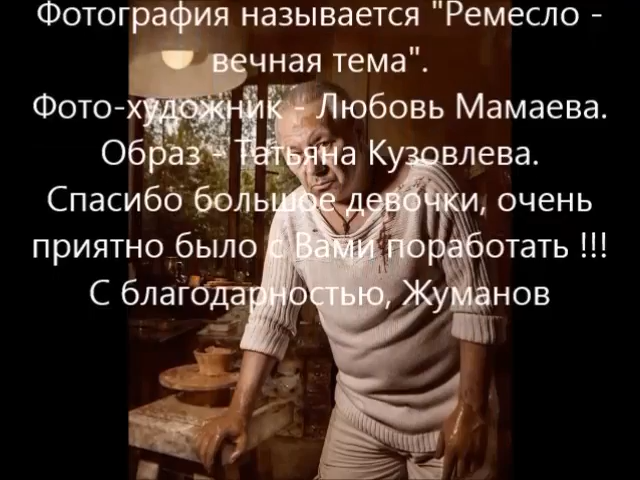 Фотография называется "Ремесло -
вечная тема".
Фото-художник - Любовь Мамаева.
Образ - Татьяна Кузовлева.
Спасибо большое девочки, очень
приятно было с Вами поработать !!!
С благодарностью, Жуманов